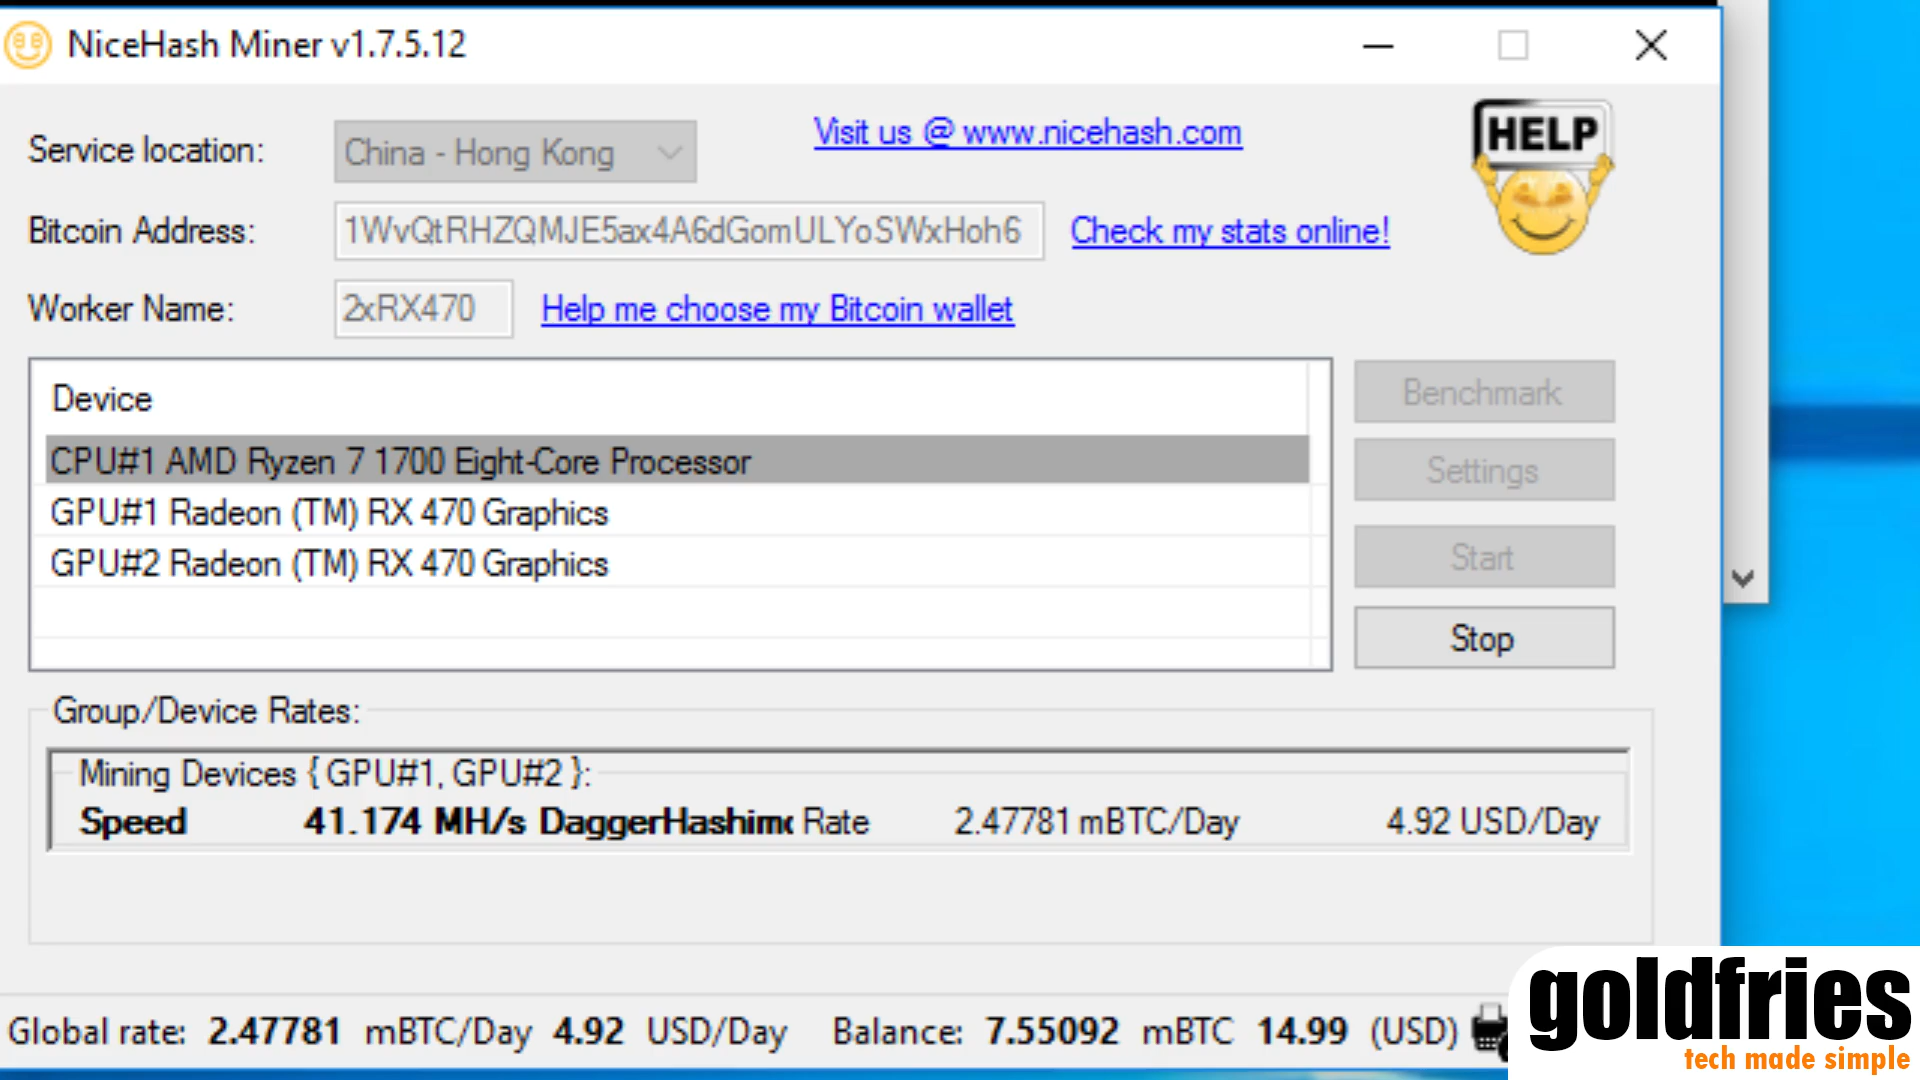 NiceHash Miner v1.7.5.12
Service location: China - Hong Kong
Visit us @ www.nicehash.com
HELP
Bitcoin Address: 1WvQtRHZQMJE5ax4A6dGomULYoSWxHoh6 Check my stats online!
Worker Name: 2xRX470 Help me choose my Bitcoin wallet
Device
CPU#1 AMD Ryzen 7 1700 Eight-Core Processor
GPU#1 Radeon (TM) RX 470 Graphics
GPU#2 Radeon (TM) RX 470 Graphics
Benchmark
Settings
Start
Stop
Group/Device Rates:
Mining Devices { GPU#1, GPU#2 }:
Speed 41.174 MH/s DaggerHashimo Rate 2.47781 mBTC/Day 4.92 USD/Day
Global rate: 2.47781 mBTC/Day 4.92 USD/Day Balance: 7.55092 mBTC 14.99 (USD)
goldfries
tech made simple